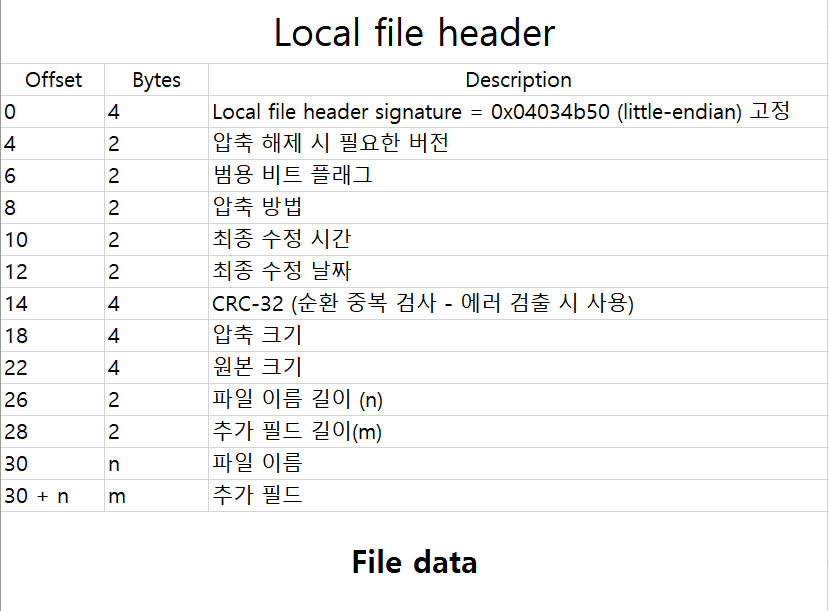 Local file header
Offset Bytes Description
0 4 Local file header signature = 0x04034b50 (little-endian) 고정
4 2 압축 해제 시 필요한 버전
6 2 범용 비트 플래그
8 2 압축 방법
10 2 최종 수정 시간
12 2 최종 수정 날짜
14 4 CRC-32 (순환 중복 검사 - 에러 검출 시 사용)
18 4 압축 크기
22 4 원본 크기
26 2 파일 이름 길이 (n)
28 2 추가 필드 길이(m)
30 n 파일 이름
30 + n m 추가 필드
File data